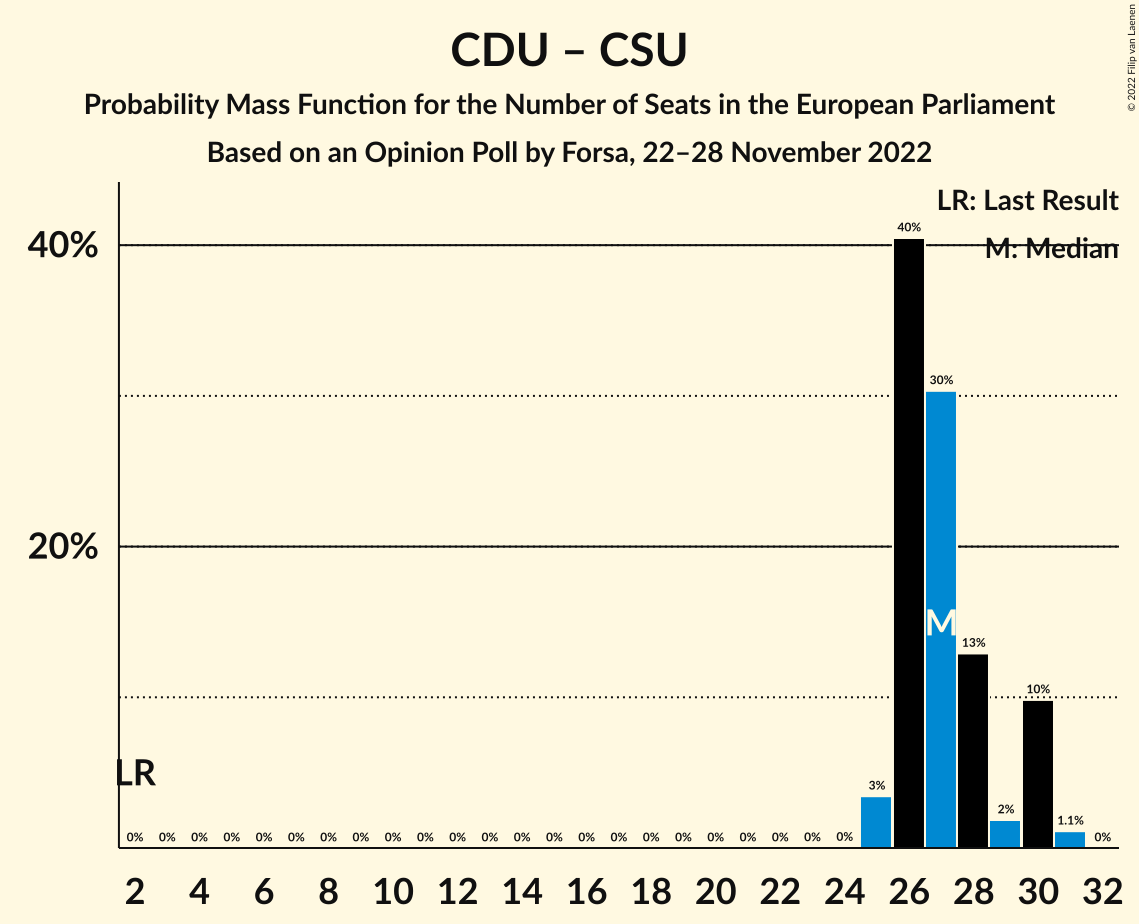 CDU – CSU
Probability Mass Function for the Number of Seats in the European Parliament
Based on an Opinion Poll by Forsa, 22–28 November 2022
© 2022 Filip van Laenen
LR: Last Result
M: Median
40%
20%
40%
30%
M
13%
10%
LR
3%
2%
1.1%
0% 0% 0% 0% 0% 0% 0% 0% 0% 0% 0% 0% 0% 0% 0% 0% 0% 0% 0% 0% 0% 0% 0% 0%
2 4 6 8 10 12 14 16 18 20 22 24 26 28 30 32